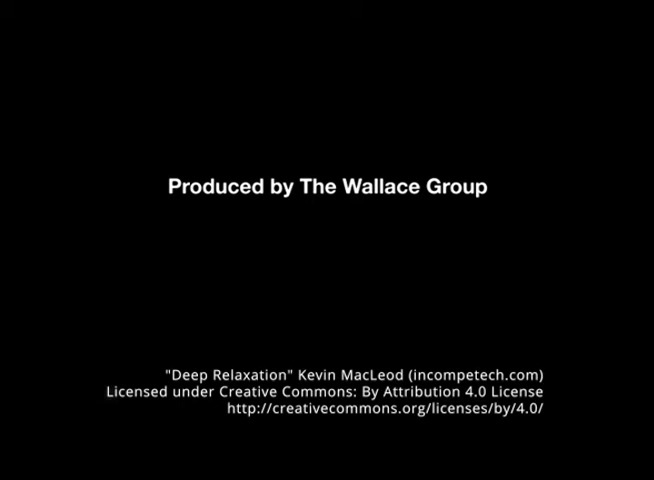 Produced by The Wallace Group
"Deep Relaxation" Kevin MacLeod (incompetech.com)
Licensed under Creative Commons: By Attribution 4.0 License
http://creativecommons.org/licenses/by/4.0/